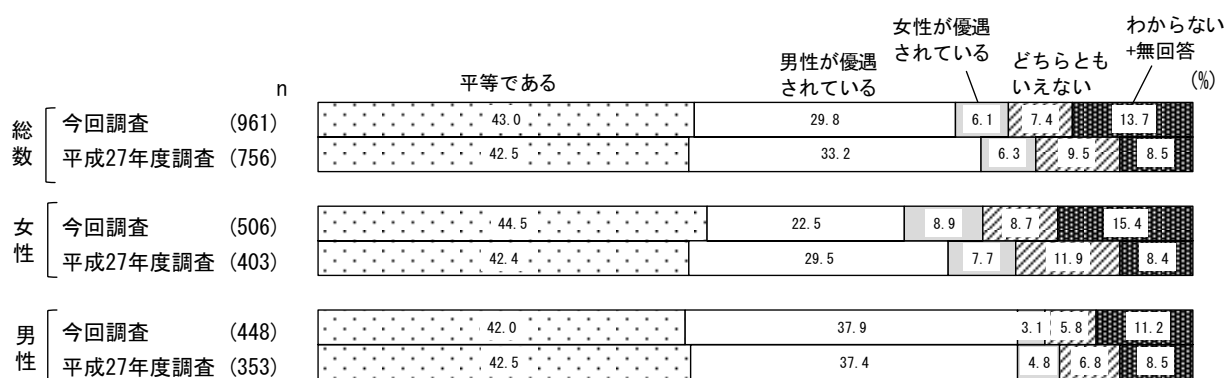 女性が優遇
されている
わからない
+無回答
男性が優遇
されている
どちらとも
いえない
n
平等である
(%)
総数
今回調査 (961) 43.0 29.8 6.1 7.4 13.7
平成27年度調査 (756) 42.5 33.2 6.3 9.5 8.5
女性
今回調査 (506) 44.5 22.5 8.9 8.7 15.4
平成27年度調査 (403) 42.4 29.5 7.7 11.9 8.4
男性
今回調査 (448) 42.0 37.9 3.1 5.8 11.2
平成27年度調査 (353) 42.5 37.4 4.8 6.8 8.5